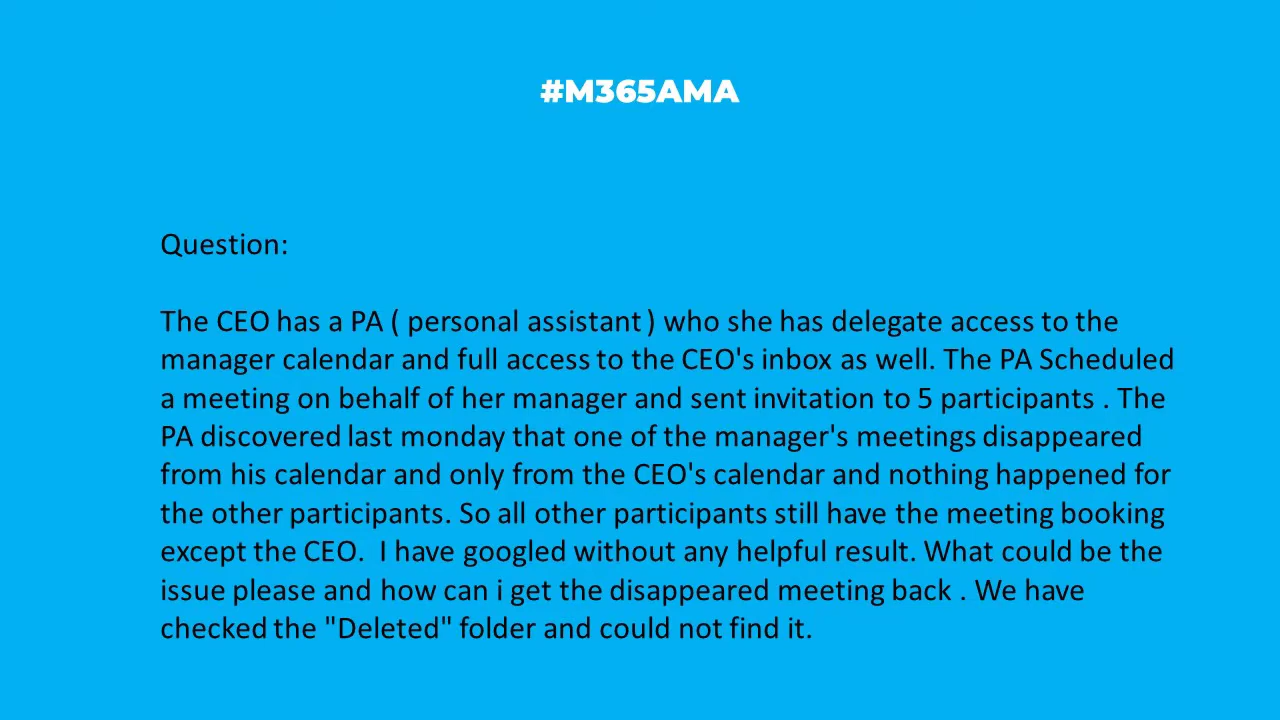 #M365AMA
Question:
The CEO has a PA ( personal assistant ) who she has delegate access to the
manager calendar and full access to the CEO's inbox as well. The PA Scheduled
a meeting on behalf of her manager and sent invitation to 5 participants . The
PA discovered last monday that one of the manager's meetings disappeared
from his calendar and only from the CEO's calendar and nothing happened for
the other participants. So all other participants still have the meeting booking
except the CEO.  I have googled without any helpful result. What could be the
issue please and how can i get the disappeared meeting back . We have
checked the "Deleted" folder and could not find it.